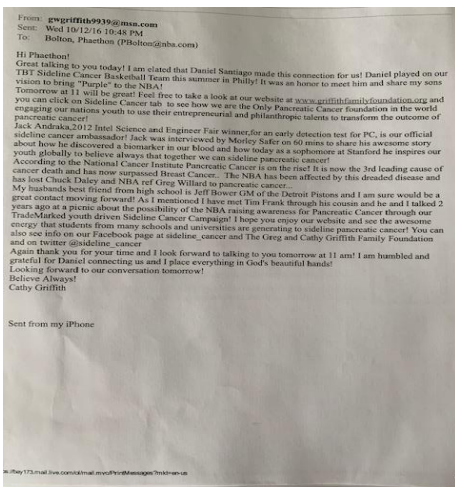 From: gwgriffith9939@msn.com
Sent: Wed 10/12/16 10:48 PM
To: Bolton, Phaethon (PBolton@nba.com)
Hi Phaethon!
Great talking to you today! I am elated that Daniel Santiago made this connection for us! Daniel played on our
TBT Sideline Cancer Basketball Team this summer in Philly! It was an honor to meet him and share my sons
vision to bring "Purple" to the NBA!
Tomorrow at 11 will be great! Feel free to take a look at our website at www.griffithfamilyfoundation.org and
you can click on Sideline Cancer tab to see how we are the Only Pancreatic Cancer foundation in the world
engaging our nations youth to use their entrepreneurial and philanthropic talents to transform the outcome of
pancreatic cancer!
Jack Andraka,2012 Intel Science and Engineer Fair winner,for an early detection test for PC, is our official
sideline cancer ambassador! Jack was interviewed by Morley Safer on 60 mins to share his awesome story
about how he discovered a biomarker in our blood and how today as a sophomore at Stanford he inspires our
youth globally to believe always that together we can sideline pancreatic cancer!
According to the National Cancer Institute Pancreatic Cancer is on the rise! It is now the 3rd leading cause of
cancer death and has now surpassed Breast Cancer.. The NBA has been affected by this dreaded disease and
has lost Chuck Daley and NBA ref Greg Willard to pancreatic cancer...
My husbands best friend from high school is Jeff Bower GM of the Detroit Pistons and I am sure would be a
great contact moving forward! As I mentioned I have met Tim Frank through his cousin and he and I talked 2
years ago at a picnic about the possibility of the NBA raising awareness for Pancreatic Cancer through our
TradeMarked youth driven Sideline Cancer Campaign! I hope you enjoy our website and see the awesome
energy that students from many schools and universities are generating to sideline pancreatic cancer! You can
also see info on our Facebook page at sideline_cancer and The Greg and Cathy Griffith Family Foundation
and on twitter @sideline_cancer
Again thank you for your time and I look forward to talking to you tomorrow at 11 am! I am humbled and
grateful for Daniel connecting us and I place everything in God's beautiful hands!
Looking forward to our conversation tomorrow!
Believe Always!
Cathy Griffith
Sent from my iPhone